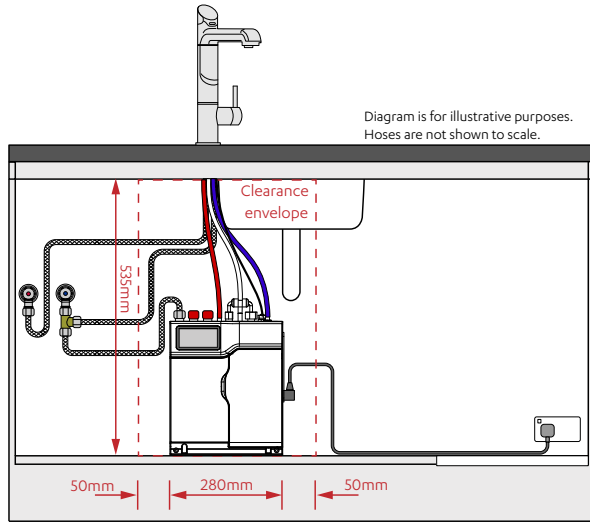 Diagram is for illustrative purposes.
Hoses are not shown to scale.
Clearance
envelope
535mm
50mm
280mm
50mm